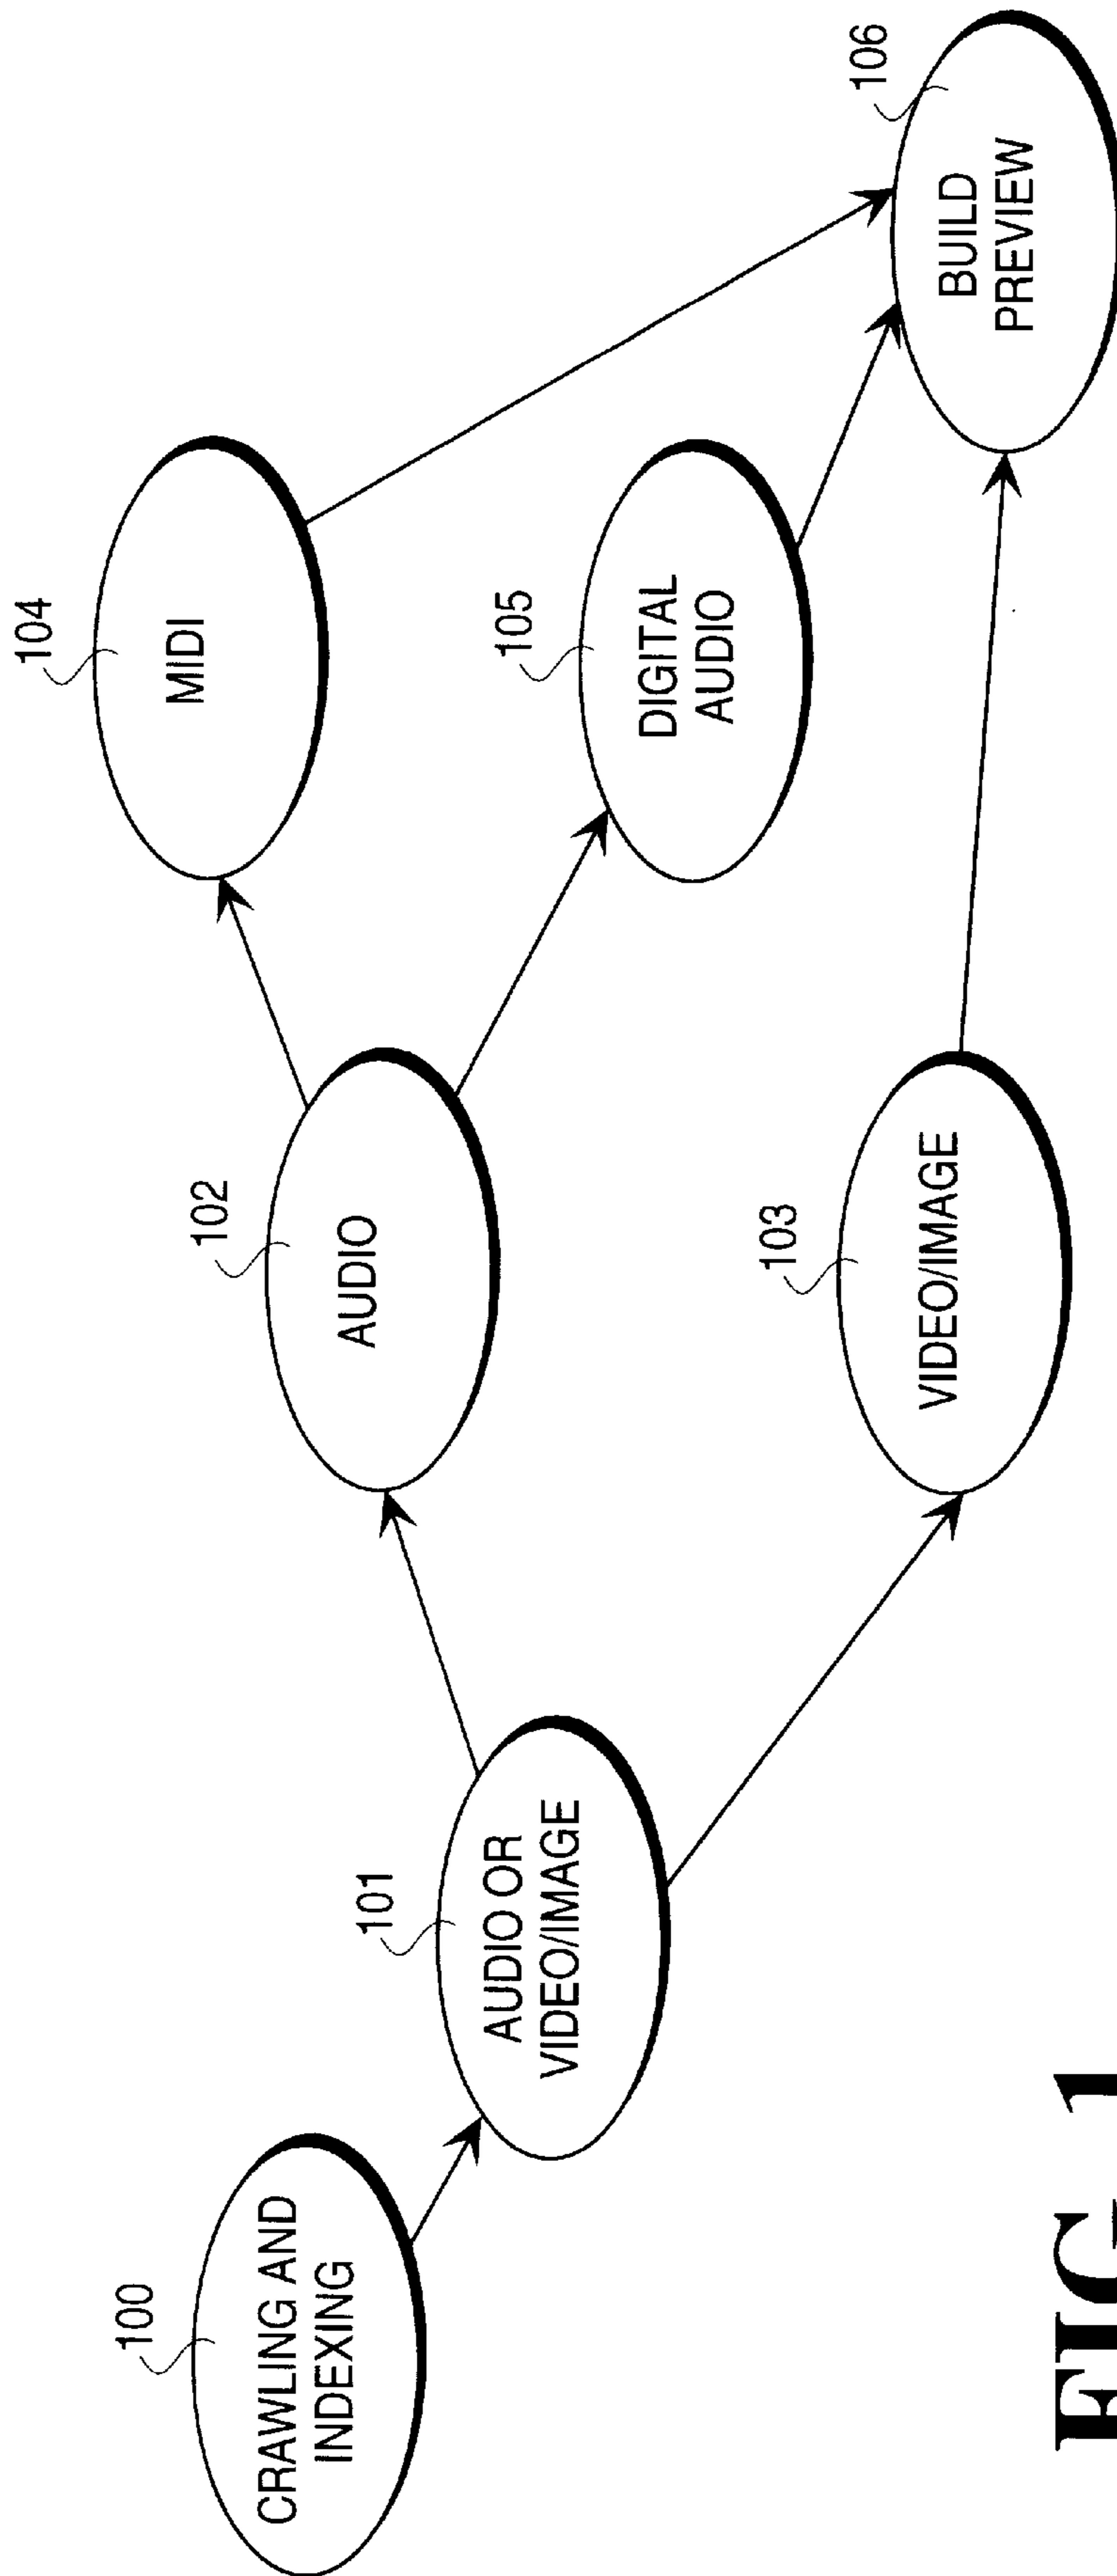 100
CRAWLING AND
INDEXING
101
AUDIO OR
VIDEO/IMAGE
102
AUDIO
103
VIDEO/IMAGE
104
MIDI
105
DIGITAL
AUDIO
106
BUILD
PREVIEW
FIG. 1